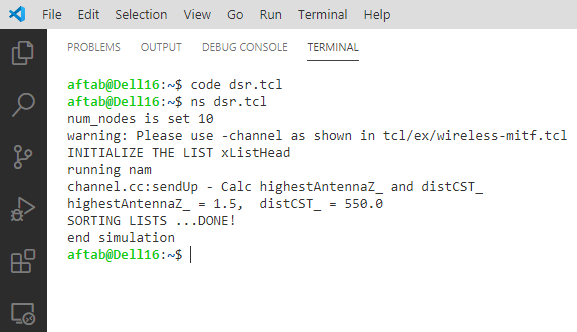 File Edit Selection View Go Run Terminal Help
PROBLEMS OUTPUT DEBUG CONSOLE TERMINAL
aftab@Dell16:~$ code dsr.tcl
aftab@Dell16:~$ ns dsr.tcl
num_nodes is set 10
warning: Please use -channel as shown in tcl/ex/wireless-mitf.tcl
INITIALIZE THE LIST xListHead
running nam
channel.cc:sendUp - Calc highestAntennaZ_ and distCST_
highestAntennaZ_ = 1.5,  distCST_ = 550.0
SORTING LISTS ...DONE!
end simulation
aftab@Dell16:~$